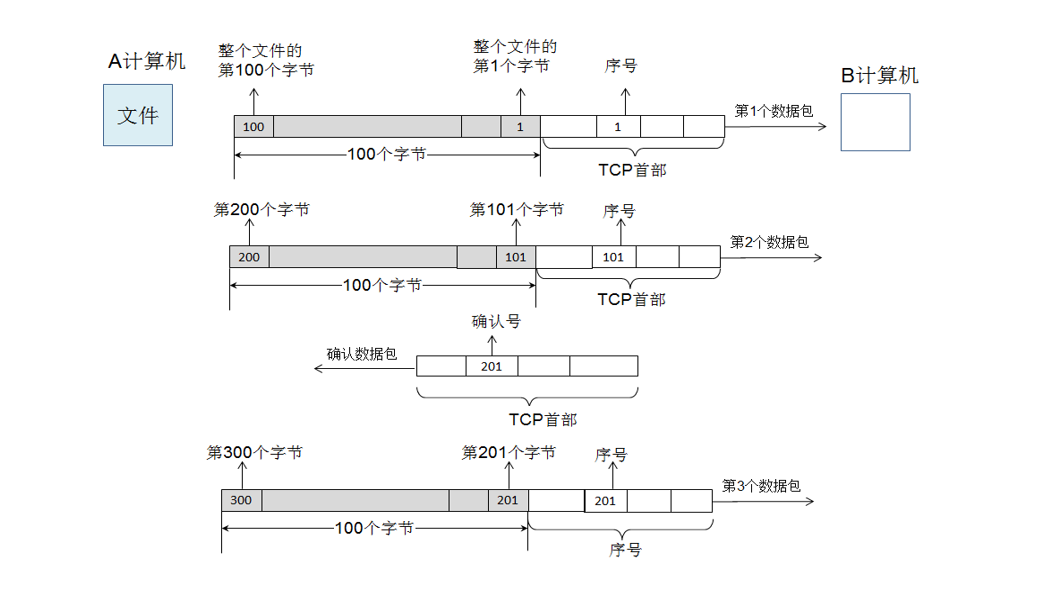 A计算机
文件
整个文件的
第100个字节
整个文件的
第1个字节
序号
B计算机
100
1
1
第1个数据包
100个字节
TCP首部
第200个字节
第101个字节
序号
200
101
101
第2个数据包
100个字节
TCP首部
确认号
确认数据包
201
TCP首部
第300个字节
第201个字节
序号
300
201
201
第3个数据包
100个字节
序号